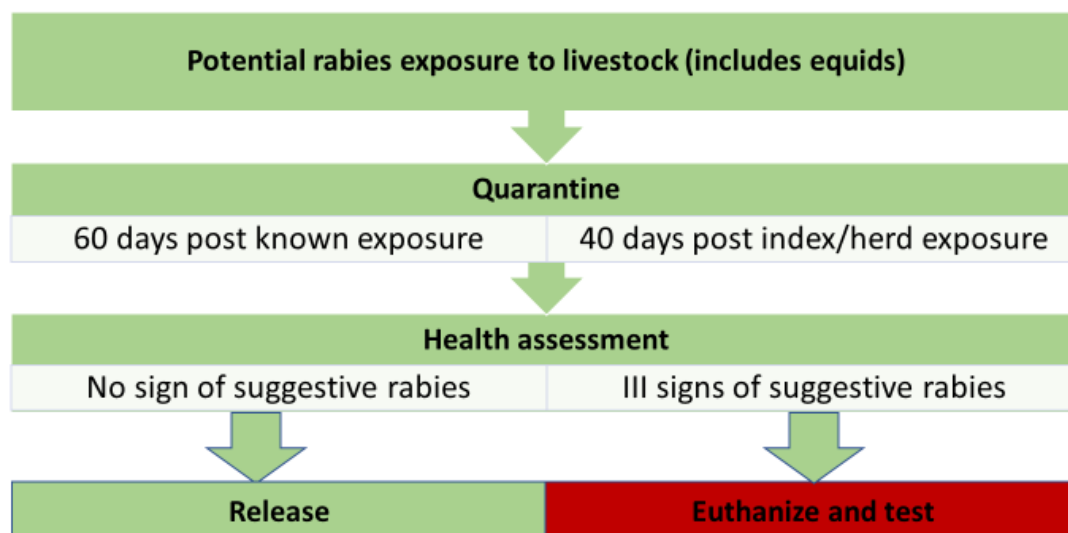 Potential rabies exposure to livestock (includes equids)
Quarantine
60 days post known exposure
40 days post index/herd exposure
Health assessment
No sign of suggestive rabies
III signs of suggestive rabies
Release
Euthanize and test